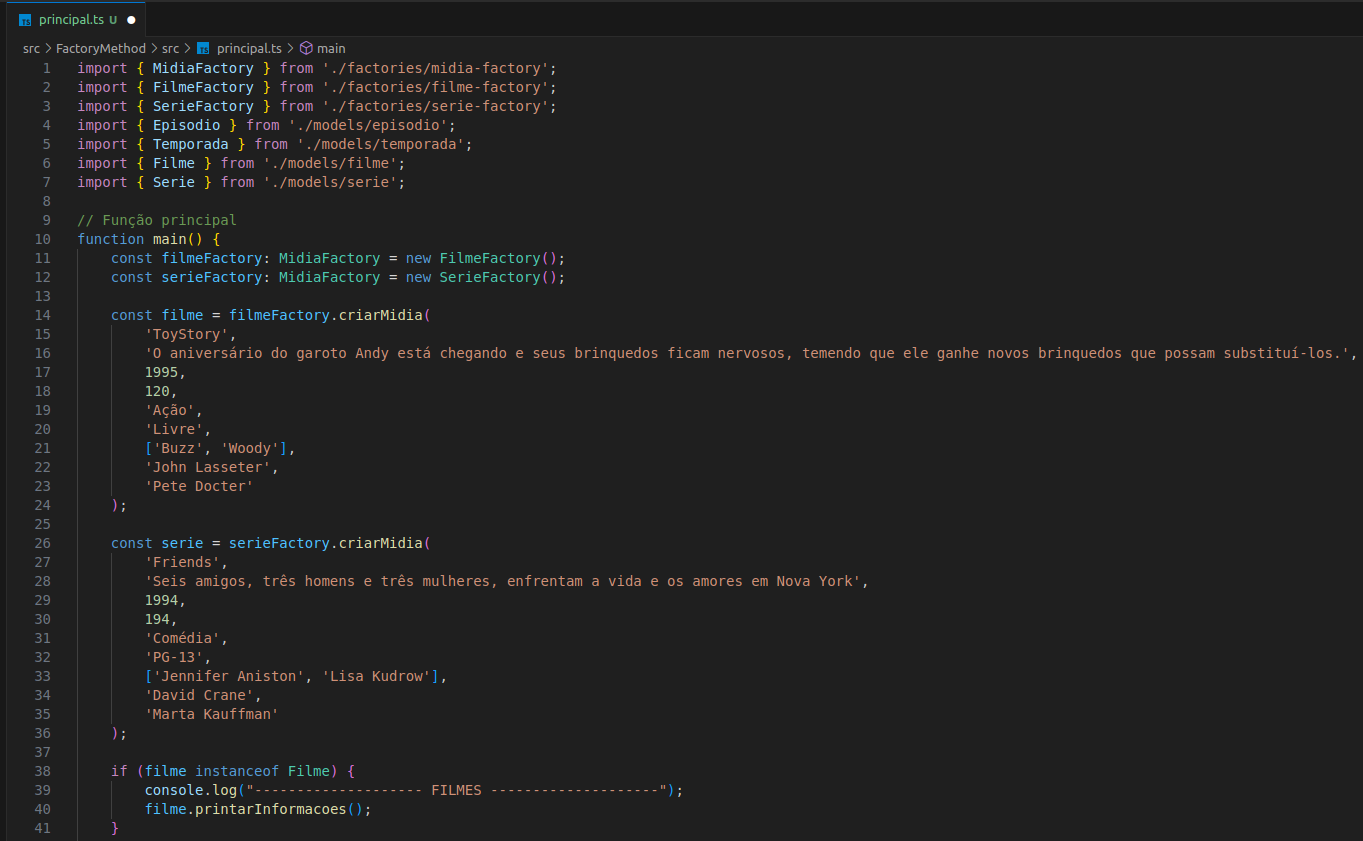 TS principal.ts U ●
src > FactoryMethod > src > TS principal.ts > main
1 import { MidiaFactory } from './factories/midia-factory';
2 import { FilmeFactory } from './factories/filme-factory';
3 import { SerieFactory } from './factories/serie-factory';
4 import { Episodio } from './models/episodio';
5 import { Temporada } from './models/temporada';
6 import { Filme } from './models/filme';
7 import { Serie } from './models/serie';
8
9 // Função principal
10 function main() {
11     const filmeFactory: MidiaFactory = new FilmeFactory();
12     const serieFactory: MidiaFactory = new SerieFactory();
13
14     const filme = filmeFactory.criarMidia(
15         'ToyStory',
16         'O aniversário do garoto Andy está chegando e seus brinquedos ficam nervosos, temendo que ele ganhe novos brinquedos que possam substituí-los.',
17         1995,
18         120,
19         'Ação',
20         'Livre',
21         ['Buzz', 'Woody'],
22         'John Lasseter',
23         'Pete Docter'
24     );
25
26     const serie = serieFactory.criarMidia(
27         'Friends',
28         'Seis amigos, três homens e três mulheres, enfrentam a vida e os amores em Nova York',
29         1994,
30         194,
31         'Comédia',
32         'PG-13',
33         ['Jennifer Aniston', 'Lisa Kudrow'],
34         'David Crane',
35         'Marta Kauffman'
36     );
37
38     if (filme instanceof Filme) {
39         console.log("-------------------- FILMES --------------------");
40         filme.printarInformacoes();
41     }